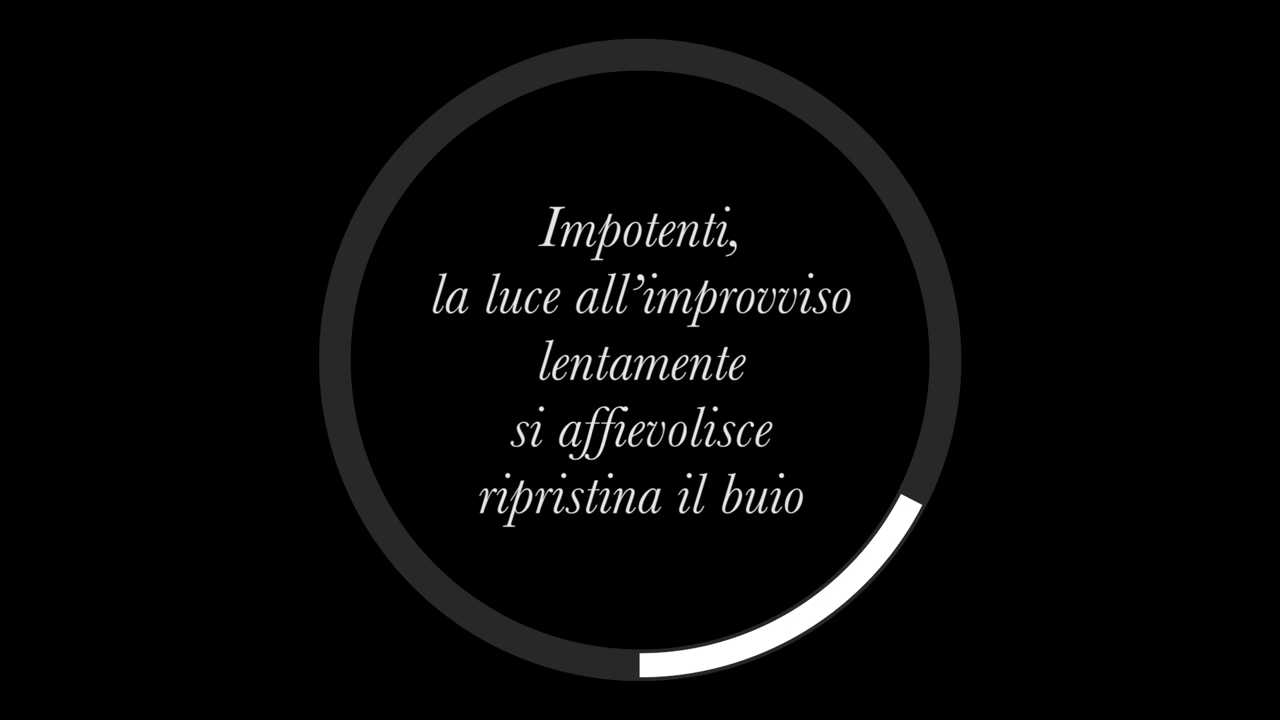 Impotenti,
la luce all’improvviso
lentamente
si affievolisce
ripristina il buio